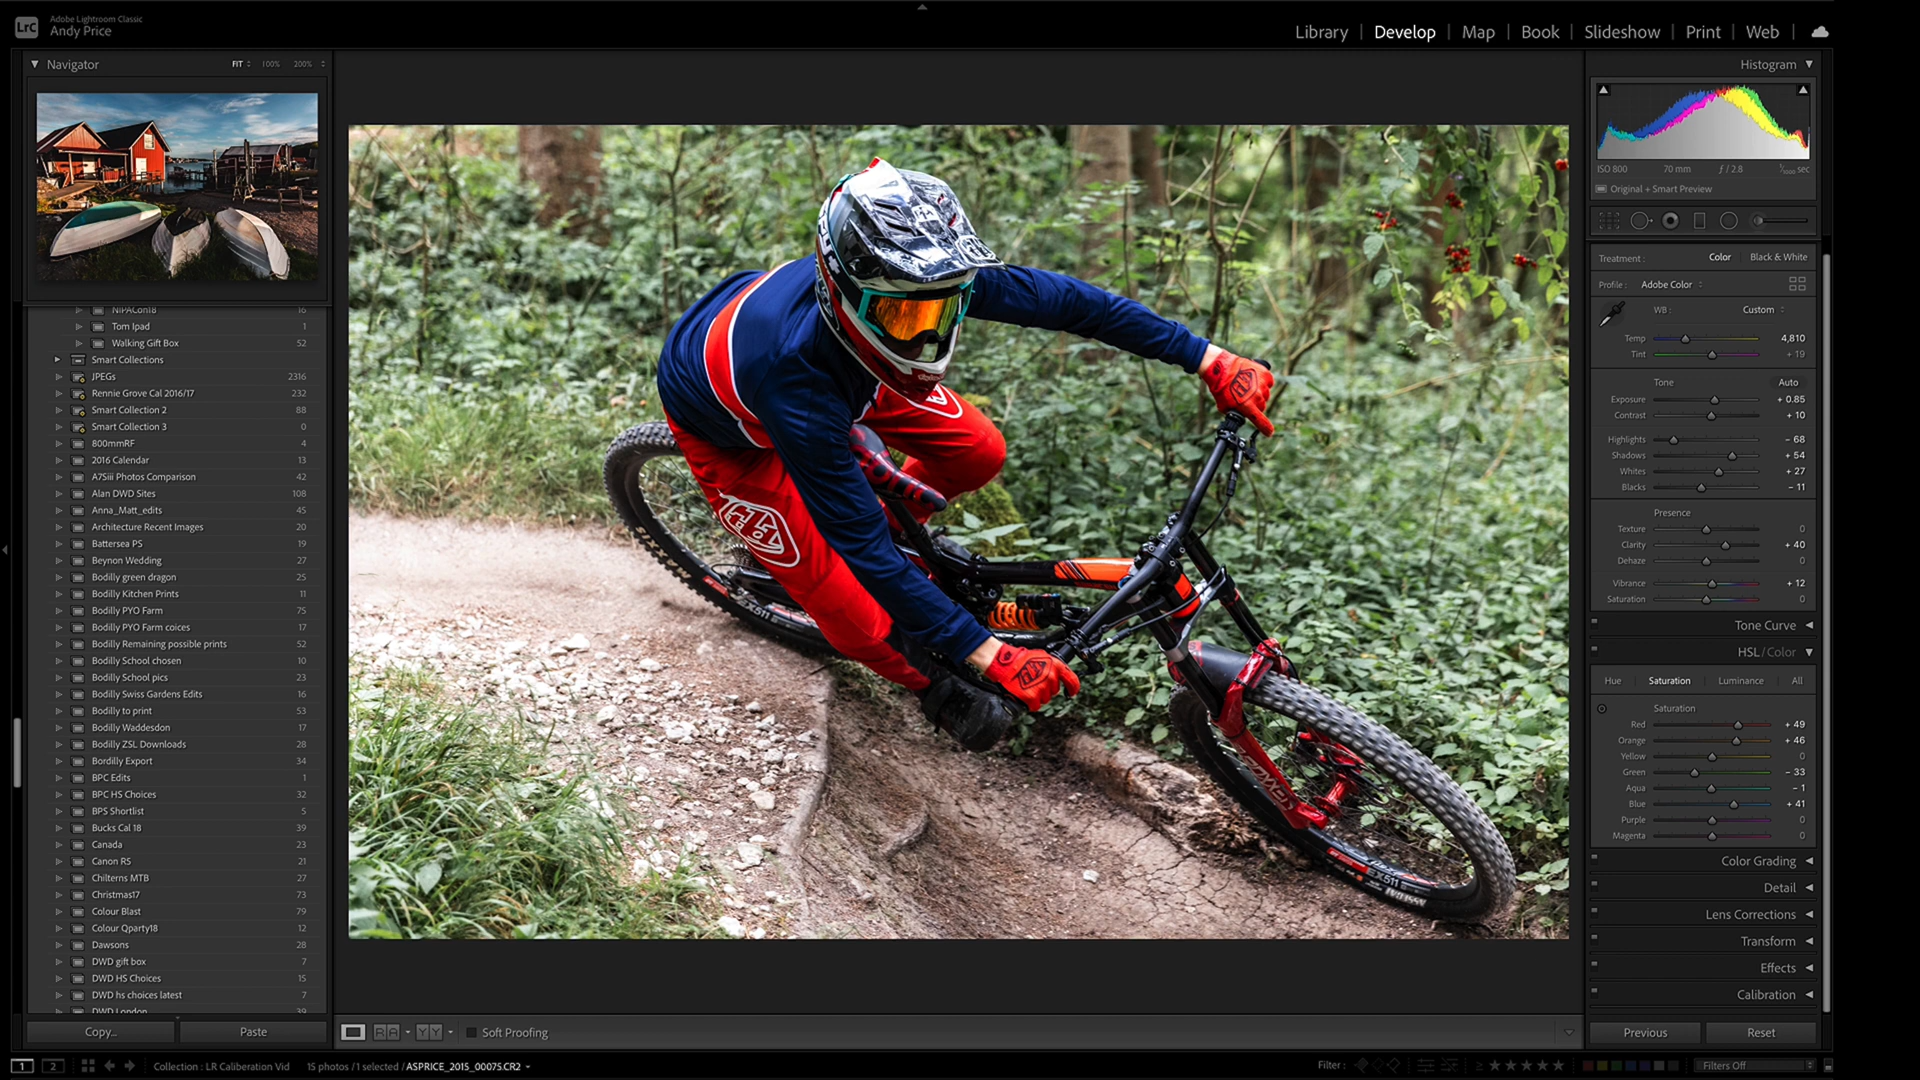 Adobe Lightroom Classic
LrC Andy Price
Library | Develop | Map | Book | Slideshow | Print | Web |
Navigator FIT 100% 200%
Histogram
ISO 800 70 mm ƒ / 2.8
Original + Smart Preview
Treatment : Color Black & White
Profile : Adobe Color
WB : Custom
Temp 4,810
Tint + 19
Tone Auto
Exposure + 0.85
Contrast + 10
Highlights − 68
Shadows + 54
Whites + 27
Blacks − 11
Presence
Texture 0
Clarity + 40
Dehaze 0
Vibrance + 12
Saturation 0
Tone Curve
HSL / Color
Hue Saturation Luminance All
Saturation
Red + 49
Orange + 46
Yellow 0
Green − 33
Aqua − 1
Blue + 41
Purple 0
Magenta 0
Color Grading
Detail
Lens Corrections
Transform
Effects
Calibration
Previous Reset
NIPACon18 16
Tom Ipad 1
Walking Gift Box 52
Smart Collections
JPEGs 2316
Rennie Grove Cal 2016/17 232
Smart Collection 2 88
Smart Collection 3 0
800mmRF 4
2016 Calendar 13
A7Siii Photos Comparison 42
Alan DWD Sites 108
Anna_Matt_edits 45
Architecture Recent Images 20
Battersea PS 19
Beynon Wedding 27
Bodilly green dragon 25
Bodilly Kitchen Prints 11
Bodilly PYO Farm 75
Bodilly PYO Farm coices 17
Bodilly Remaining possible prints 52
Bodilly School chosen 10
Bodilly School pics 23
Bodilly Swiss Gardens Edits 16
Bodilly to print 53
Bodilly Waddesdon 17
Bodilly ZSL Downloads 28
Bordilly Export 34
BPC Edits 1
BPC HS Choices 32
BPS Shortlist 5
Bucks Cal 18 39
Canada 23
Canon R5 21
Chilterns MTB 27
Christmas17 73
Colour Blast 79
Colour Qparty18 12
Dawsons 28
DWD gift box 7
DWD HS Choices 15
DWD hs choices latest 7
DWD London 39
Copy... Paste
Soft Proofing
EX511
EX511
1 2 Collection : LR Caliberation Vid 15 photos / 1 selected / ASPRICE_2015_00075.CR2
Filter : Filters Off